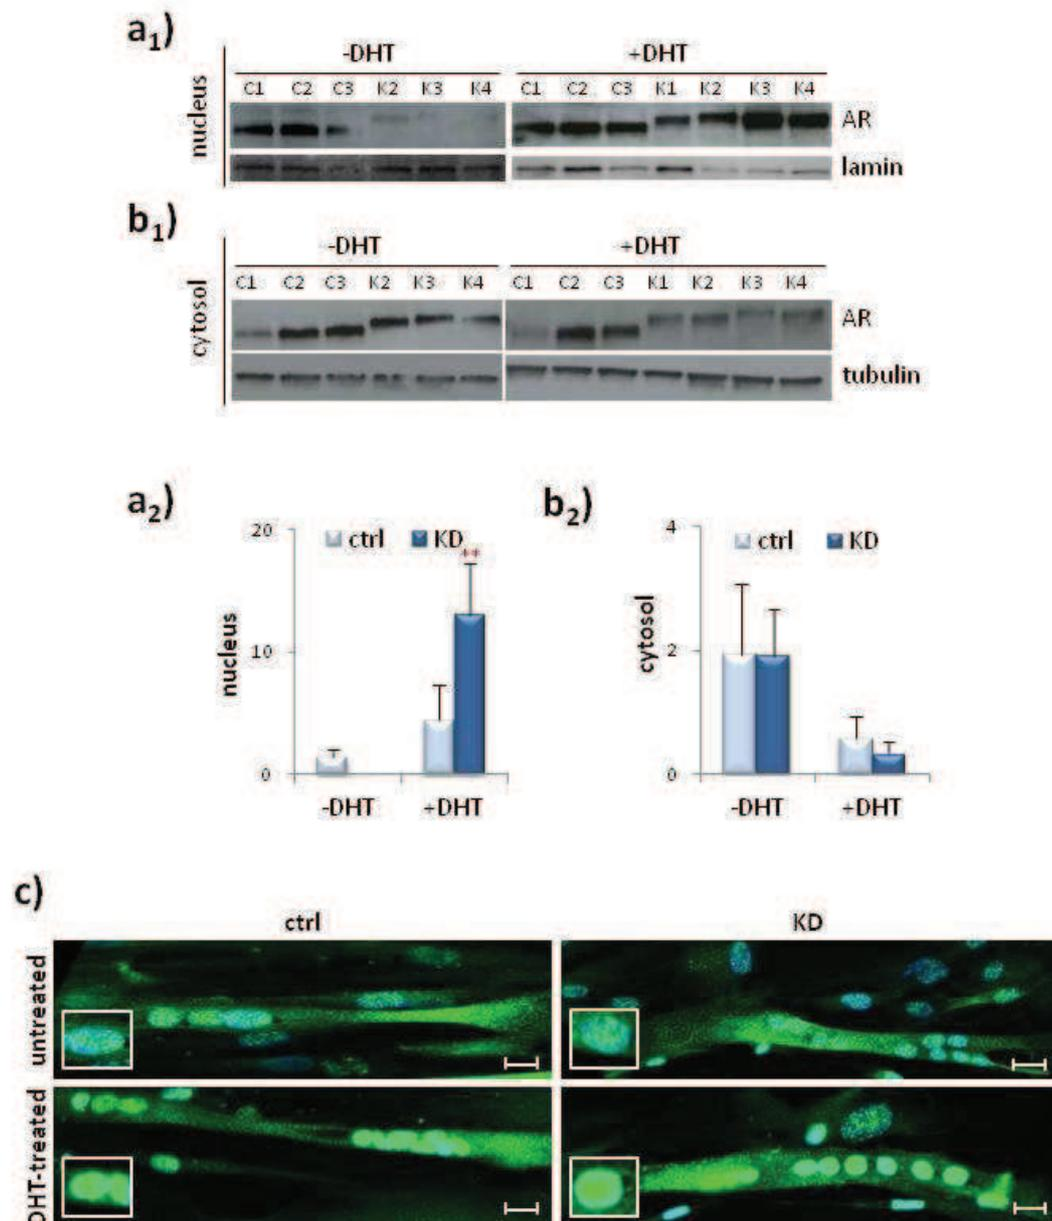 a1)
-DHT +DHT
C1 C2 C3 K2 K3 K4 C1 C2 C3 K1 K2 K3 K4
nucleus
AR
lamin
b1)
-DHT +DHT
C1 C2 C3 K2 K3 K4 C1 C2 C3 K1 K2 K3 K4
cytosol
AR
tubulin
a2)
20
ctrl KD
**
nucleus
10
0
-DHT +DHT
b2)
4
ctrl KD
cytosol
2
0
-DHT +DHT
c)
ctrl KD
untreated
DHT-treated